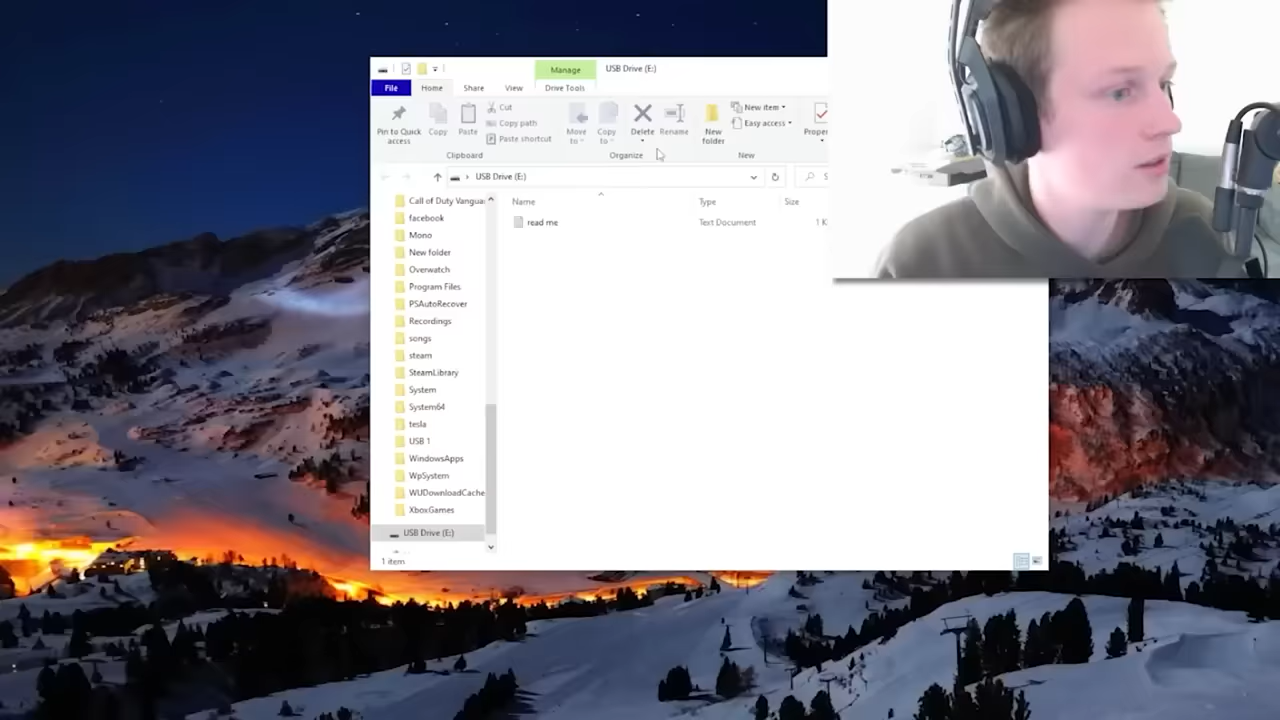 Manage
USB Drive (E:)
File
Home
Share
View
Drive Tools
Pin to Quick access
Copy
Paste
Cut
Copy path
Paste shortcut
Move to
Copy to
Delete
Rename
New folder
New item
Easy access
Proper
Clipboard
Organize
New
USB Drive (E:)
S
Name
Type
Size
read me
Text Document
1 K
Call of Duty Vangua
facebook
Mono
New folder
Overwatch
Program Files
PSAutoRecover
Recordings
songs
steam
SteamLibrary
System
System64
tesla
USB 1
WindowsApps
WpSystem
WUDownloadCache
XboxGames
USB Drive (E:)
1 item